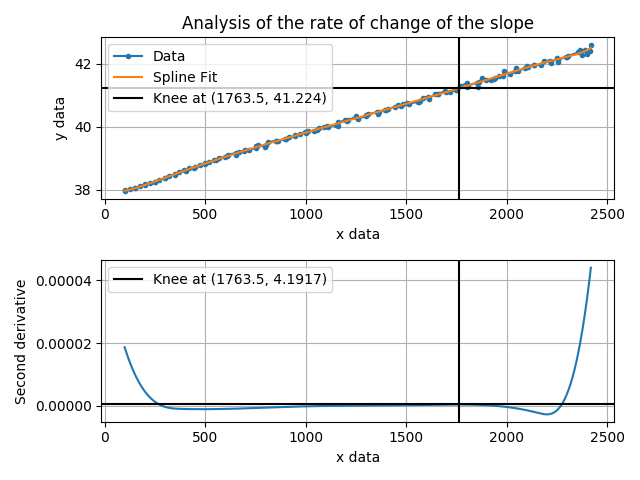 Analysis of the rate of change of the slope
Data
Spline Fit
Knee at (1763.5, 41.224)
42
40
38
y data
0 500 1000 1500 2000 2500
x data
Knee at (1763.5, 4.1917)
0.00004
0.00002
0.00000
Second derivative
0 500 1000 1500 2000 2500
x data